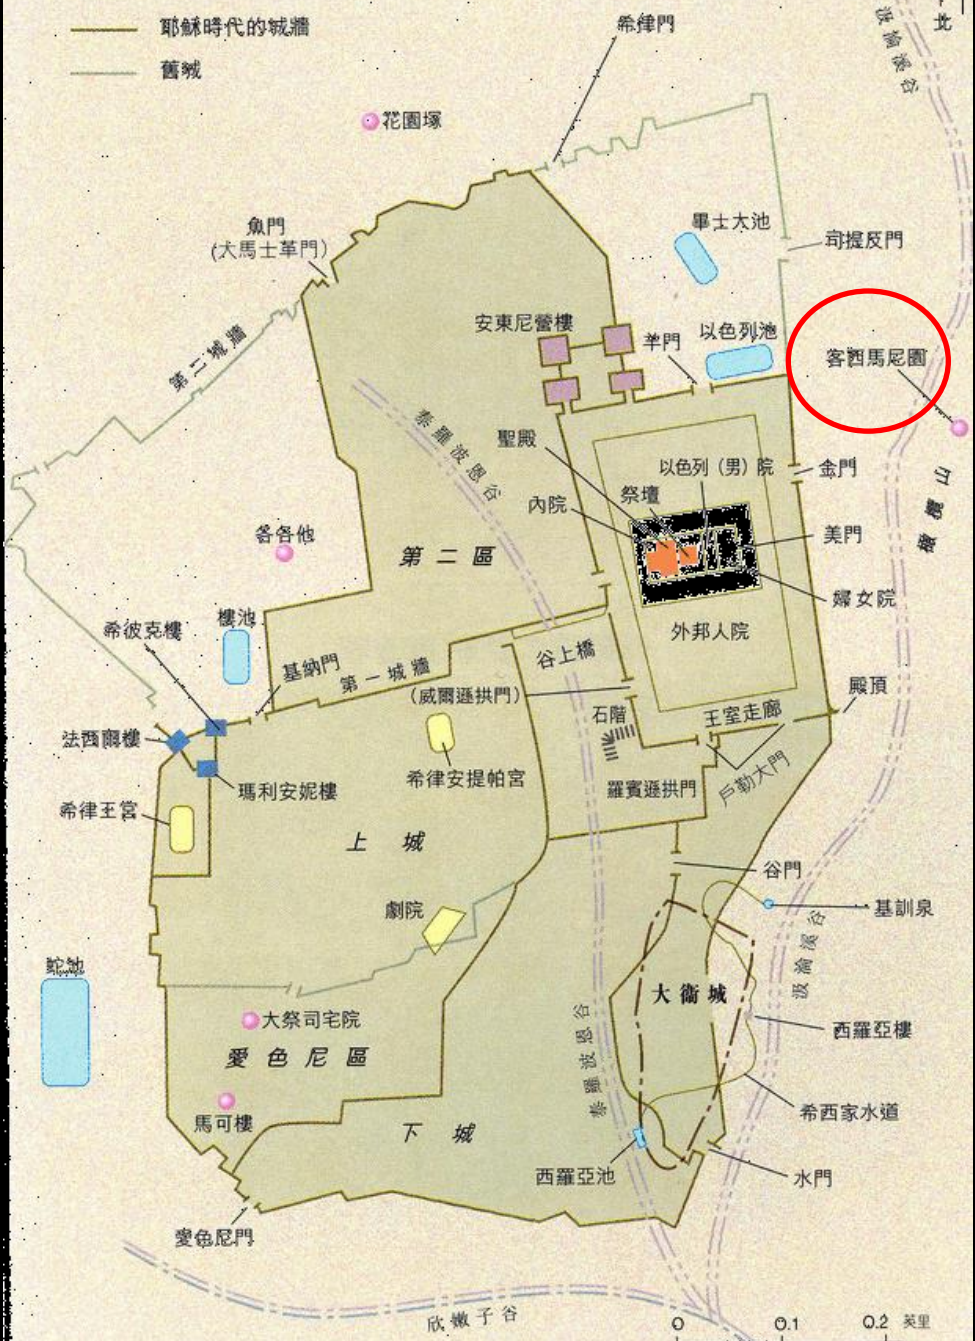 耶穌時代的城牆
舊城
希律門
北
汲淪溪谷
花園塚
魚門
(大馬士革門)
畢士大池
司提反門
第二城牆
安東尼營樓
羊門
以色列池
客西馬尼園
泰羅波恩谷
聖殿
以色列(男)院
金門
祭壇
內院
橄欖山
各各他
第二區
美門
婦女院
樓池
希彼克樓
外邦人院
基納門
第一城牆
谷上橋
(威爾遜拱門)
殿頂
法西爾樓
石階
王室走廊
希律安提帕宮
瑪利安妮樓
羅賓遜拱門
戶勒大門
希律王宮
上城
谷門
劇院
基訓泉
汲淪溪谷
蛇池
大衞城
大祭司宅院
西羅亞樓
愛色尼區
泰羅波恩谷
馬可樓
希西家水道
下城
西羅亞池
水門
愛色尼門
欣嫩子谷
0 0.1 0.2 英里